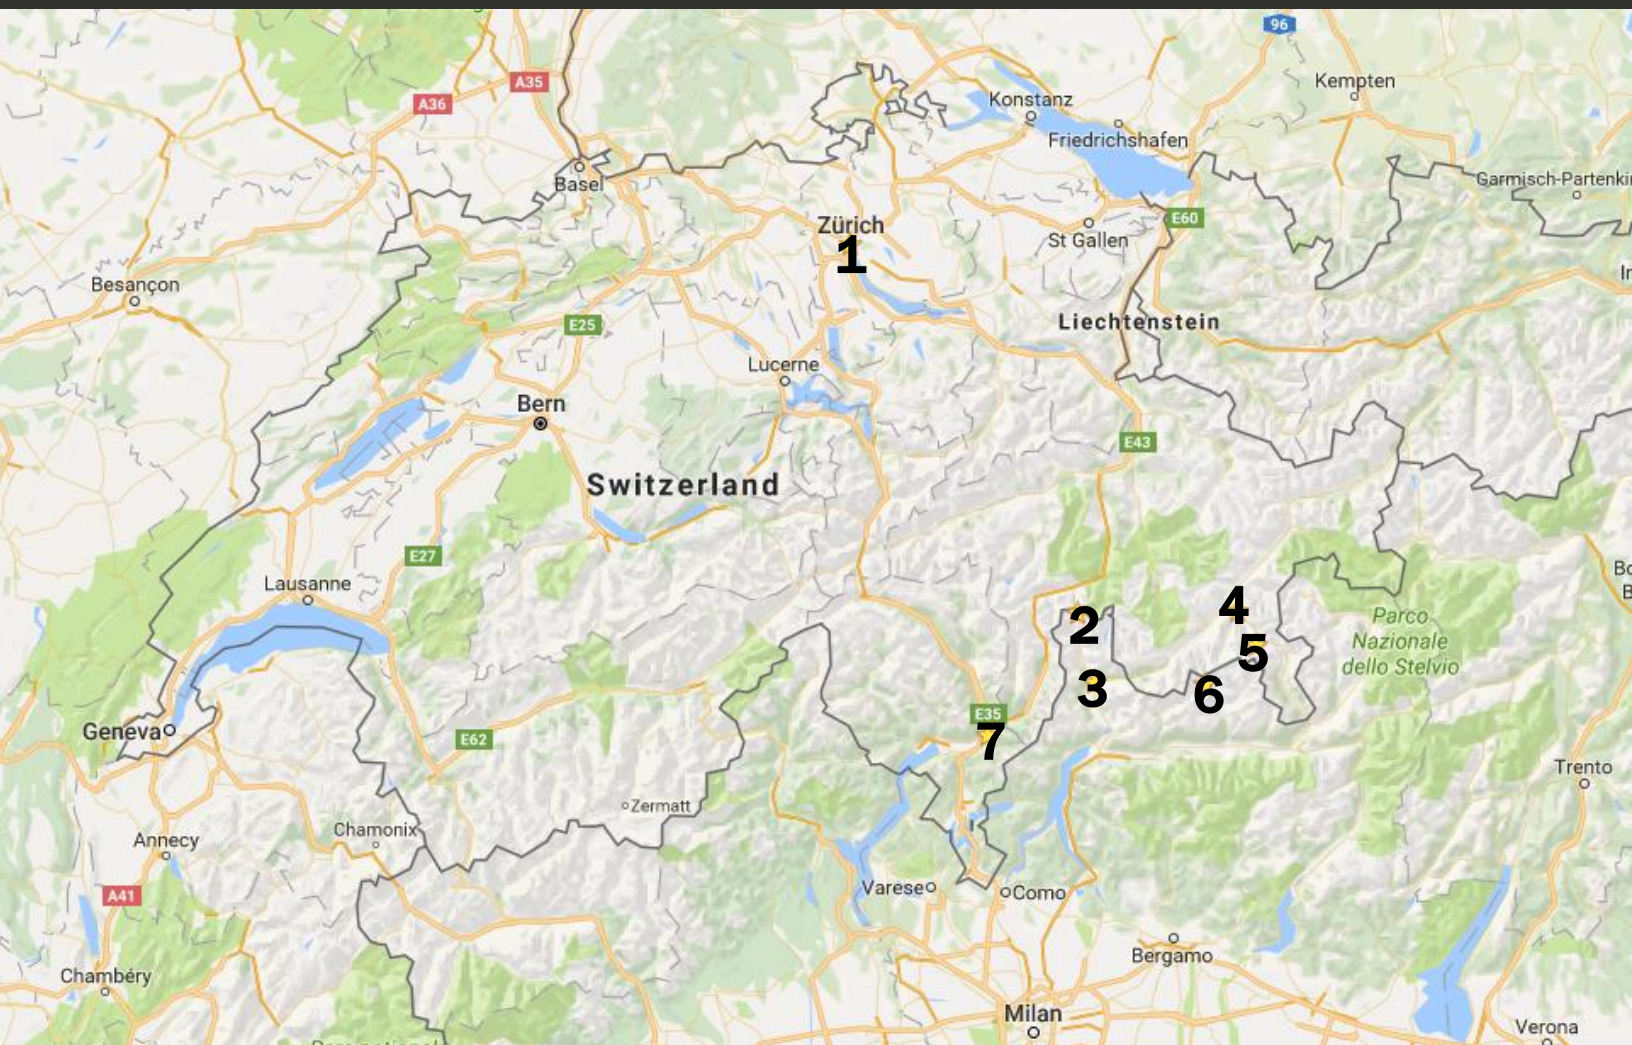 96
Kempten
A35
A36
Konstanz
Friedrichshafen
Basel
Garmisch-Partenki
Zürich
1
E60
St Gallen
Besançon
In
E25
Liechtenstein
Lucerne
Bern
E43
Switzerland
E27
Lausanne
Bo
B
4
2
Parco
Nazionale
dello Stelvio
5
3
6
E35
7
Geneva
E62
Trento
Zermatt
Chamonix
Annecy
Varese
Como
A41
Bergamo
Chambéry
Milan
Verona